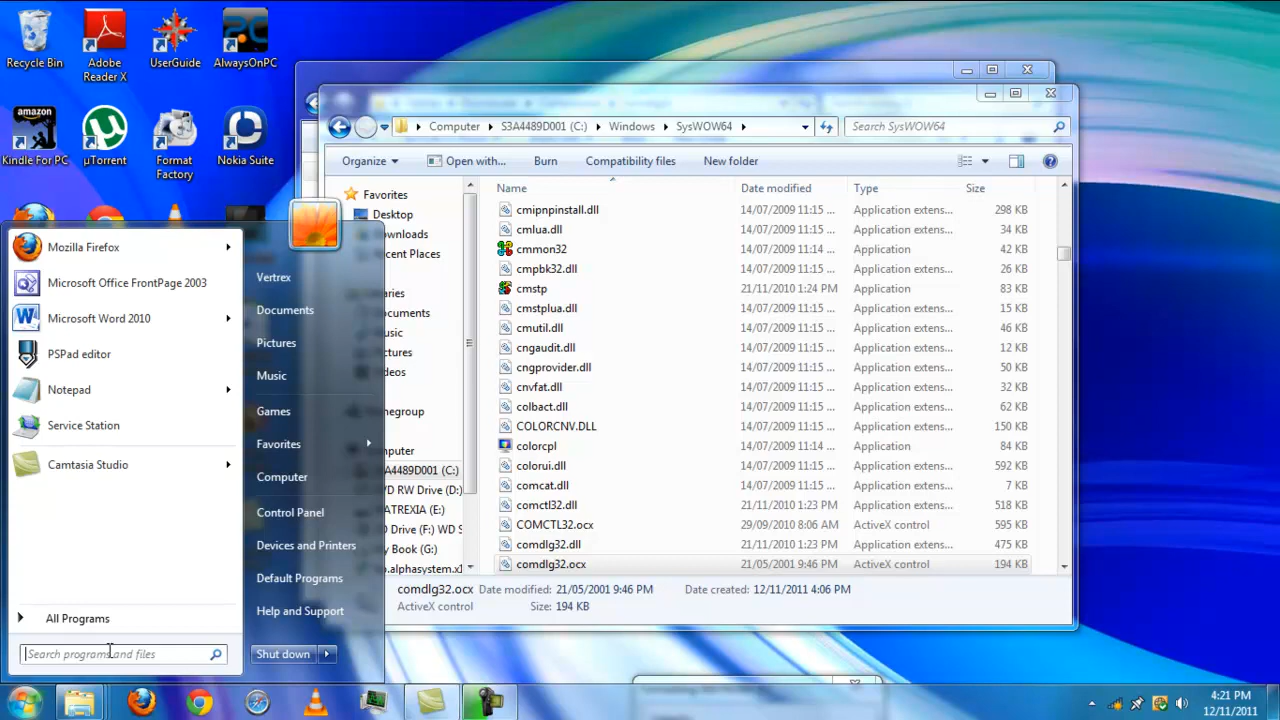 Recycle Bin
Adobe Reader X
UserGuide
AlwaysOnPC
amazon
Kindle For PC
µTorrent
Format Factory
Nokia Suite
Computer S3A4489D001 (C:) Windows SysWOW64
Search SysWOW64
Organize Open with... Burn Compatibility files New folder
Favorites
Desktop
ownloads
ecent Places
raries
ocuments
usic
ictures
ideos
omegroup
mputer
A4489D001 (C:)
D RW Drive (D:)
ATREXIA (E:)
D Drive (F:) WD S
y Book (G:)
p.alphasystem.x
Name Date modified Type Size
cmipnpinstall.dll 14/07/2009 11:15 ... Application extens... 298 KB
cmlua.dll 14/07/2009 11:15 ... Application extens... 34 KB
cmmon32 14/07/2009 11:14 ... Application 42 KB
cmpbk32.dll 14/07/2009 11:15 ... Application extens... 26 KB
cmstp 21/11/2010 1:24 PM Application 83 KB
cmstplua.dll 14/07/2009 11:15 ... Application extens... 15 KB
cmutil.dll 14/07/2009 11:15 ... Application extens... 46 KB
cngaudit.dll 14/07/2009 11:15 ... Application extens... 12 KB
cngprovider.dll 14/07/2009 11:15 ... Application extens... 50 KB
cnvfat.dll 14/07/2009 11:15 ... Application extens... 32 KB
colbact.dll 14/07/2009 11:15 ... Application extens... 62 KB
COLORCNV.DLL 14/07/2009 11:15 ... Application extens... 150 KB
colorcpl 14/07/2009 11:14 ... Application 84 KB
colorui.dll 14/07/2009 11:15 ... Application extens... 592 KB
comcat.dll 14/07/2009 11:15 ... Application extens... 7 KB
comctl32.dll 21/11/2010 1:23 PM Application extens... 518 KB
COMCTL32.ocx 29/09/2010 8:06 AM ActiveX control 595 KB
comdlg32.dll 21/11/2010 1:23 PM Application extens... 475 KB
comdlg32.ocx 21/05/2001 9:46 PM ActiveX control 194 KB
comdlg32.ocx Date modified: 21/05/2001 9:46 PM Date created: 12/11/2011 4:06 PM
ActiveX control Size: 194 KB
Mozilla Firefox
Microsoft Office FrontPage 2003
Microsoft Word 2010
PSPad editor
Notepad
Service Station
Camtasia Studio
All Programs
Search programs and files
Vertrex
Documents
Pictures
Music
Games
Favorites
Computer
Control Panel
Devices and Printers
Default Programs
Help and Support
Shut down
4:21 PM
12/11/2011